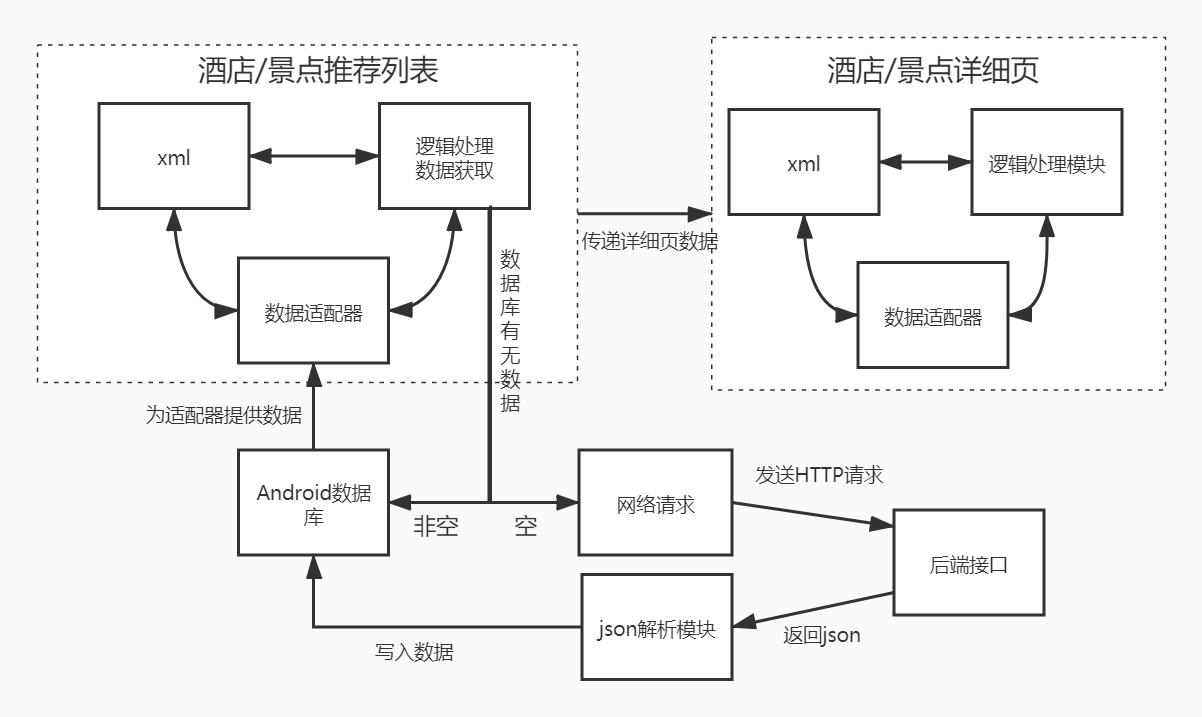 酒店/景点推荐列表
xml
逻辑处理
数据获取
数据适配器
数
据
库
有
无
数
据
传递详细页数据
酒店/景点详细页
xml
逻辑处理模块
数据适配器
为适配器提供数据
Android数据
库
非空
空
网络请求
发送HTTP请求
后端接口
返回json
json解析模块
写入数据